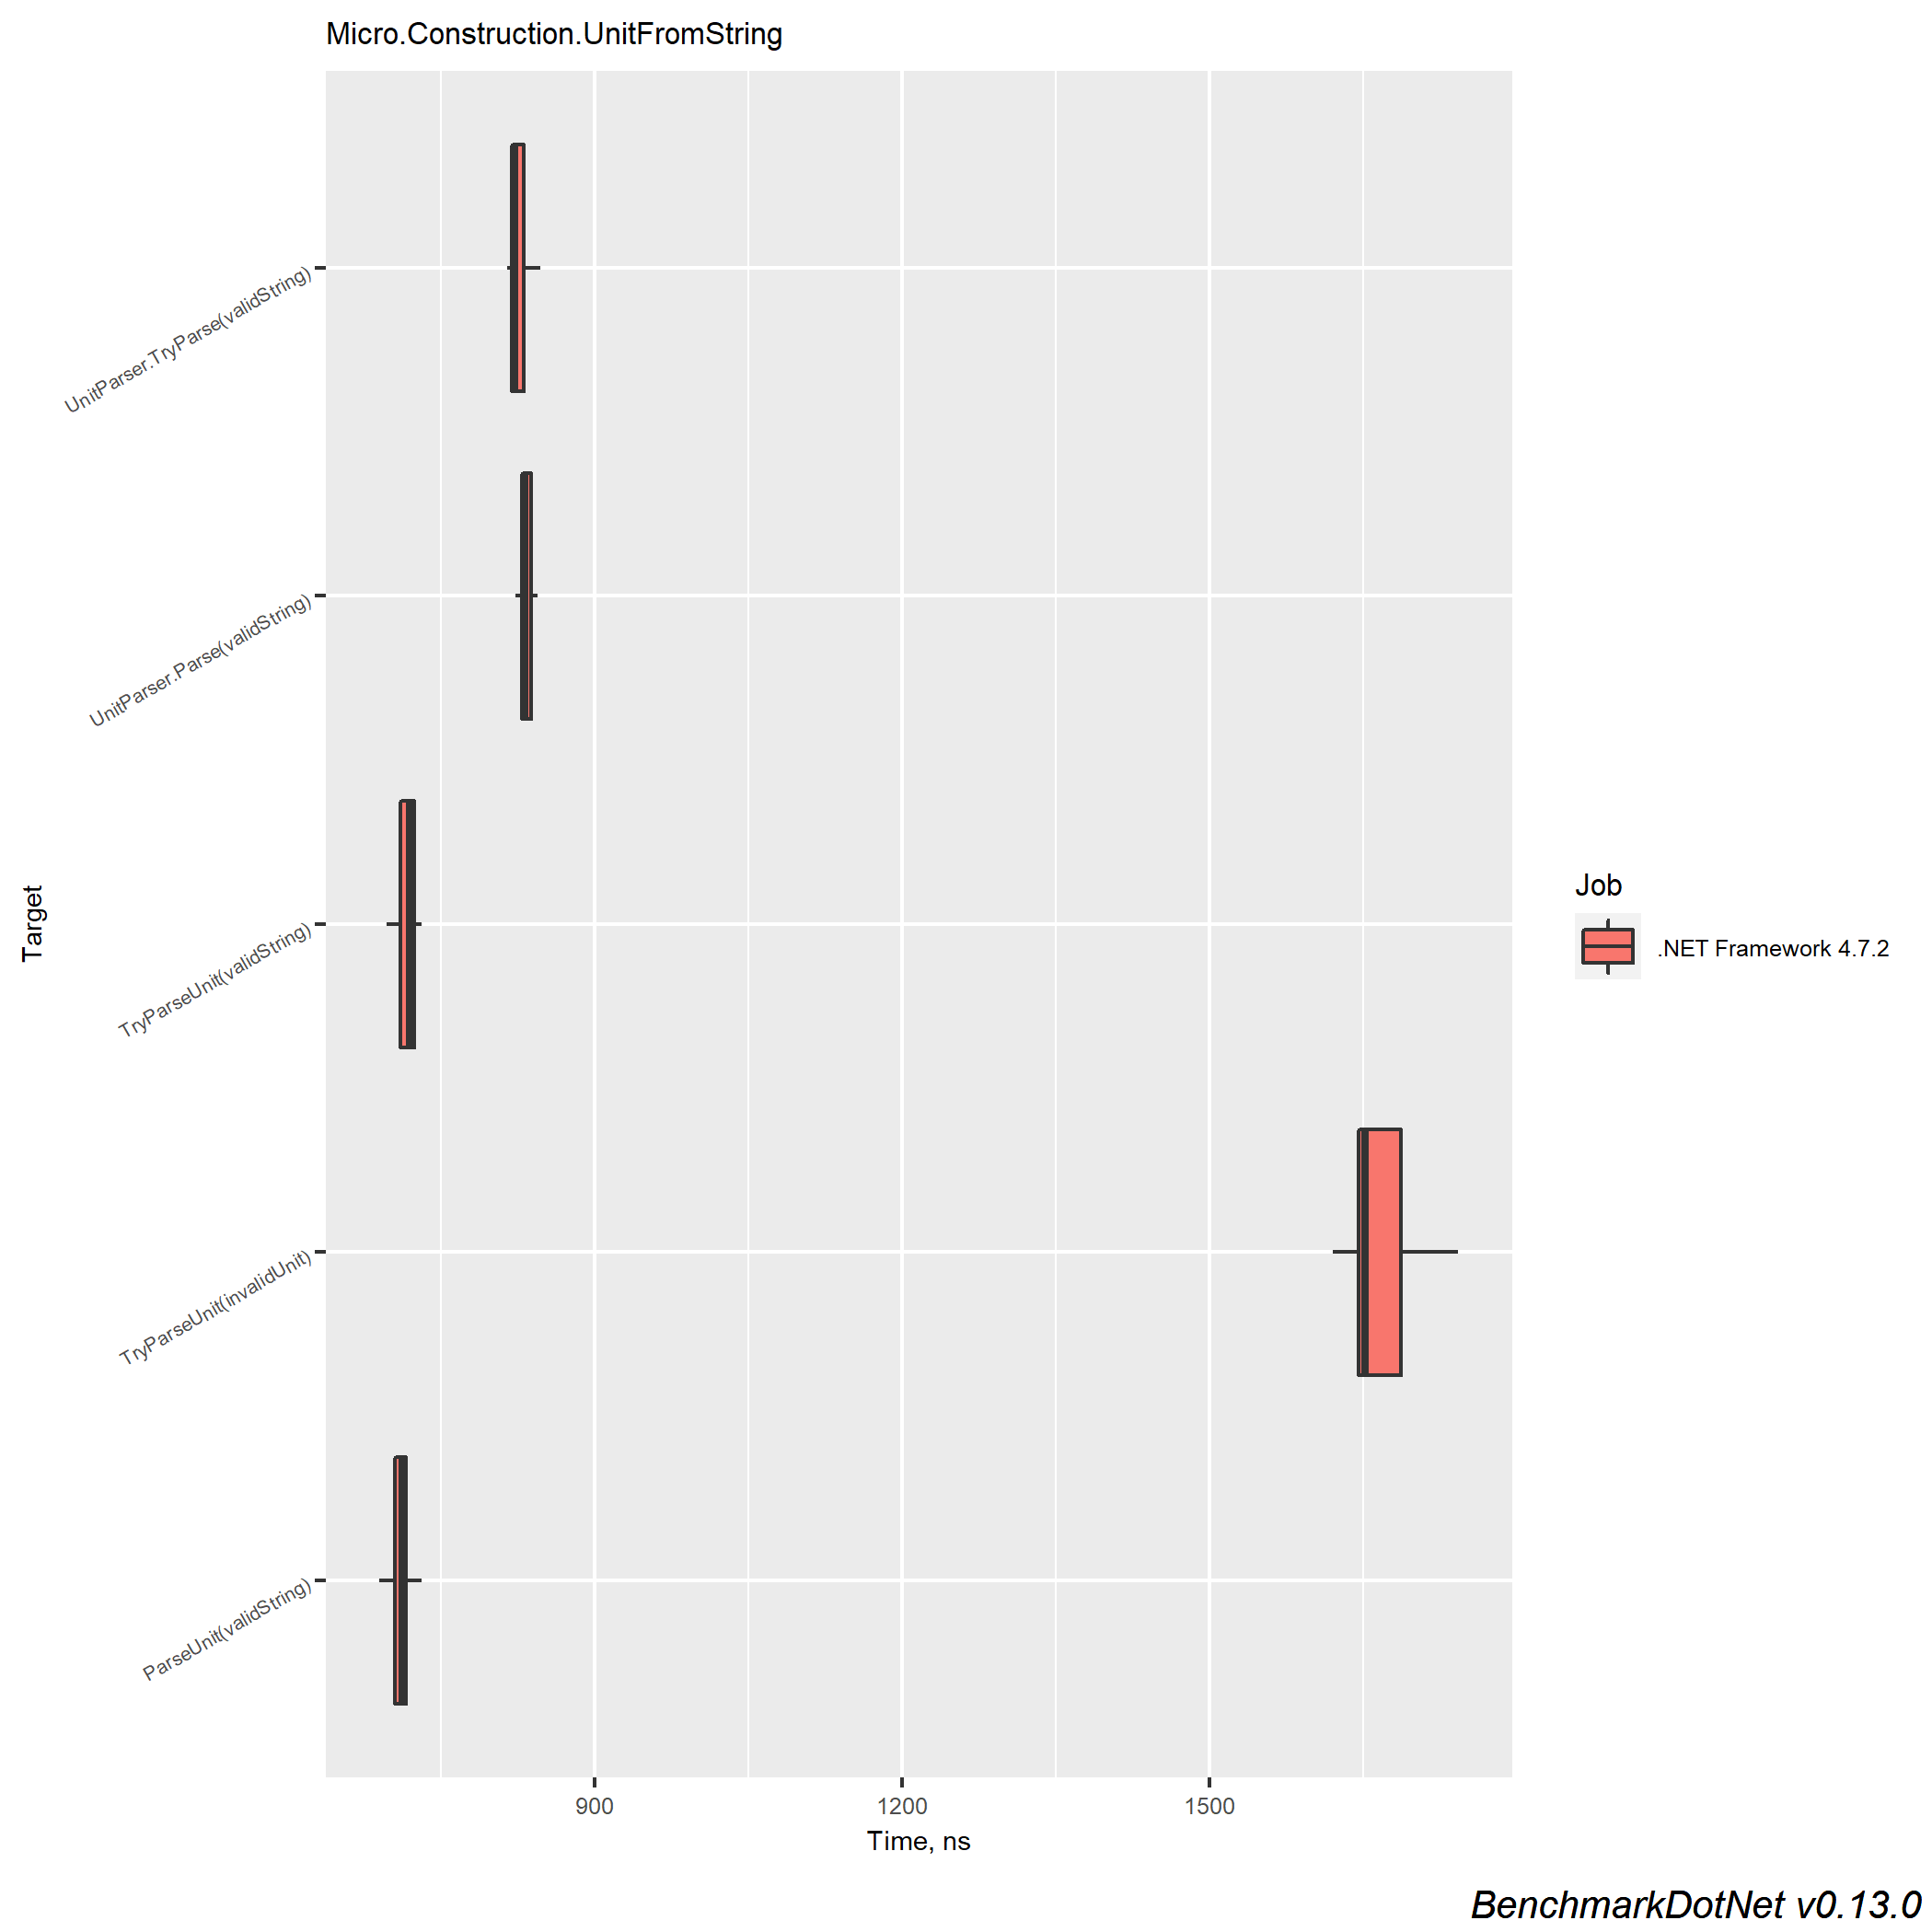 Micro.Construction.UnitFromString
UnitParser.TryParse(validString)
UnitParser.Parse(validString)
TryParseUnit(validString)
TryParseUnit(invalidUnit)
ParseUnit(validString)
Target
Job
.NET Framework 4.7.2
900
1200
1500
Time, ns
BenchmarkDotNet v0.13.0